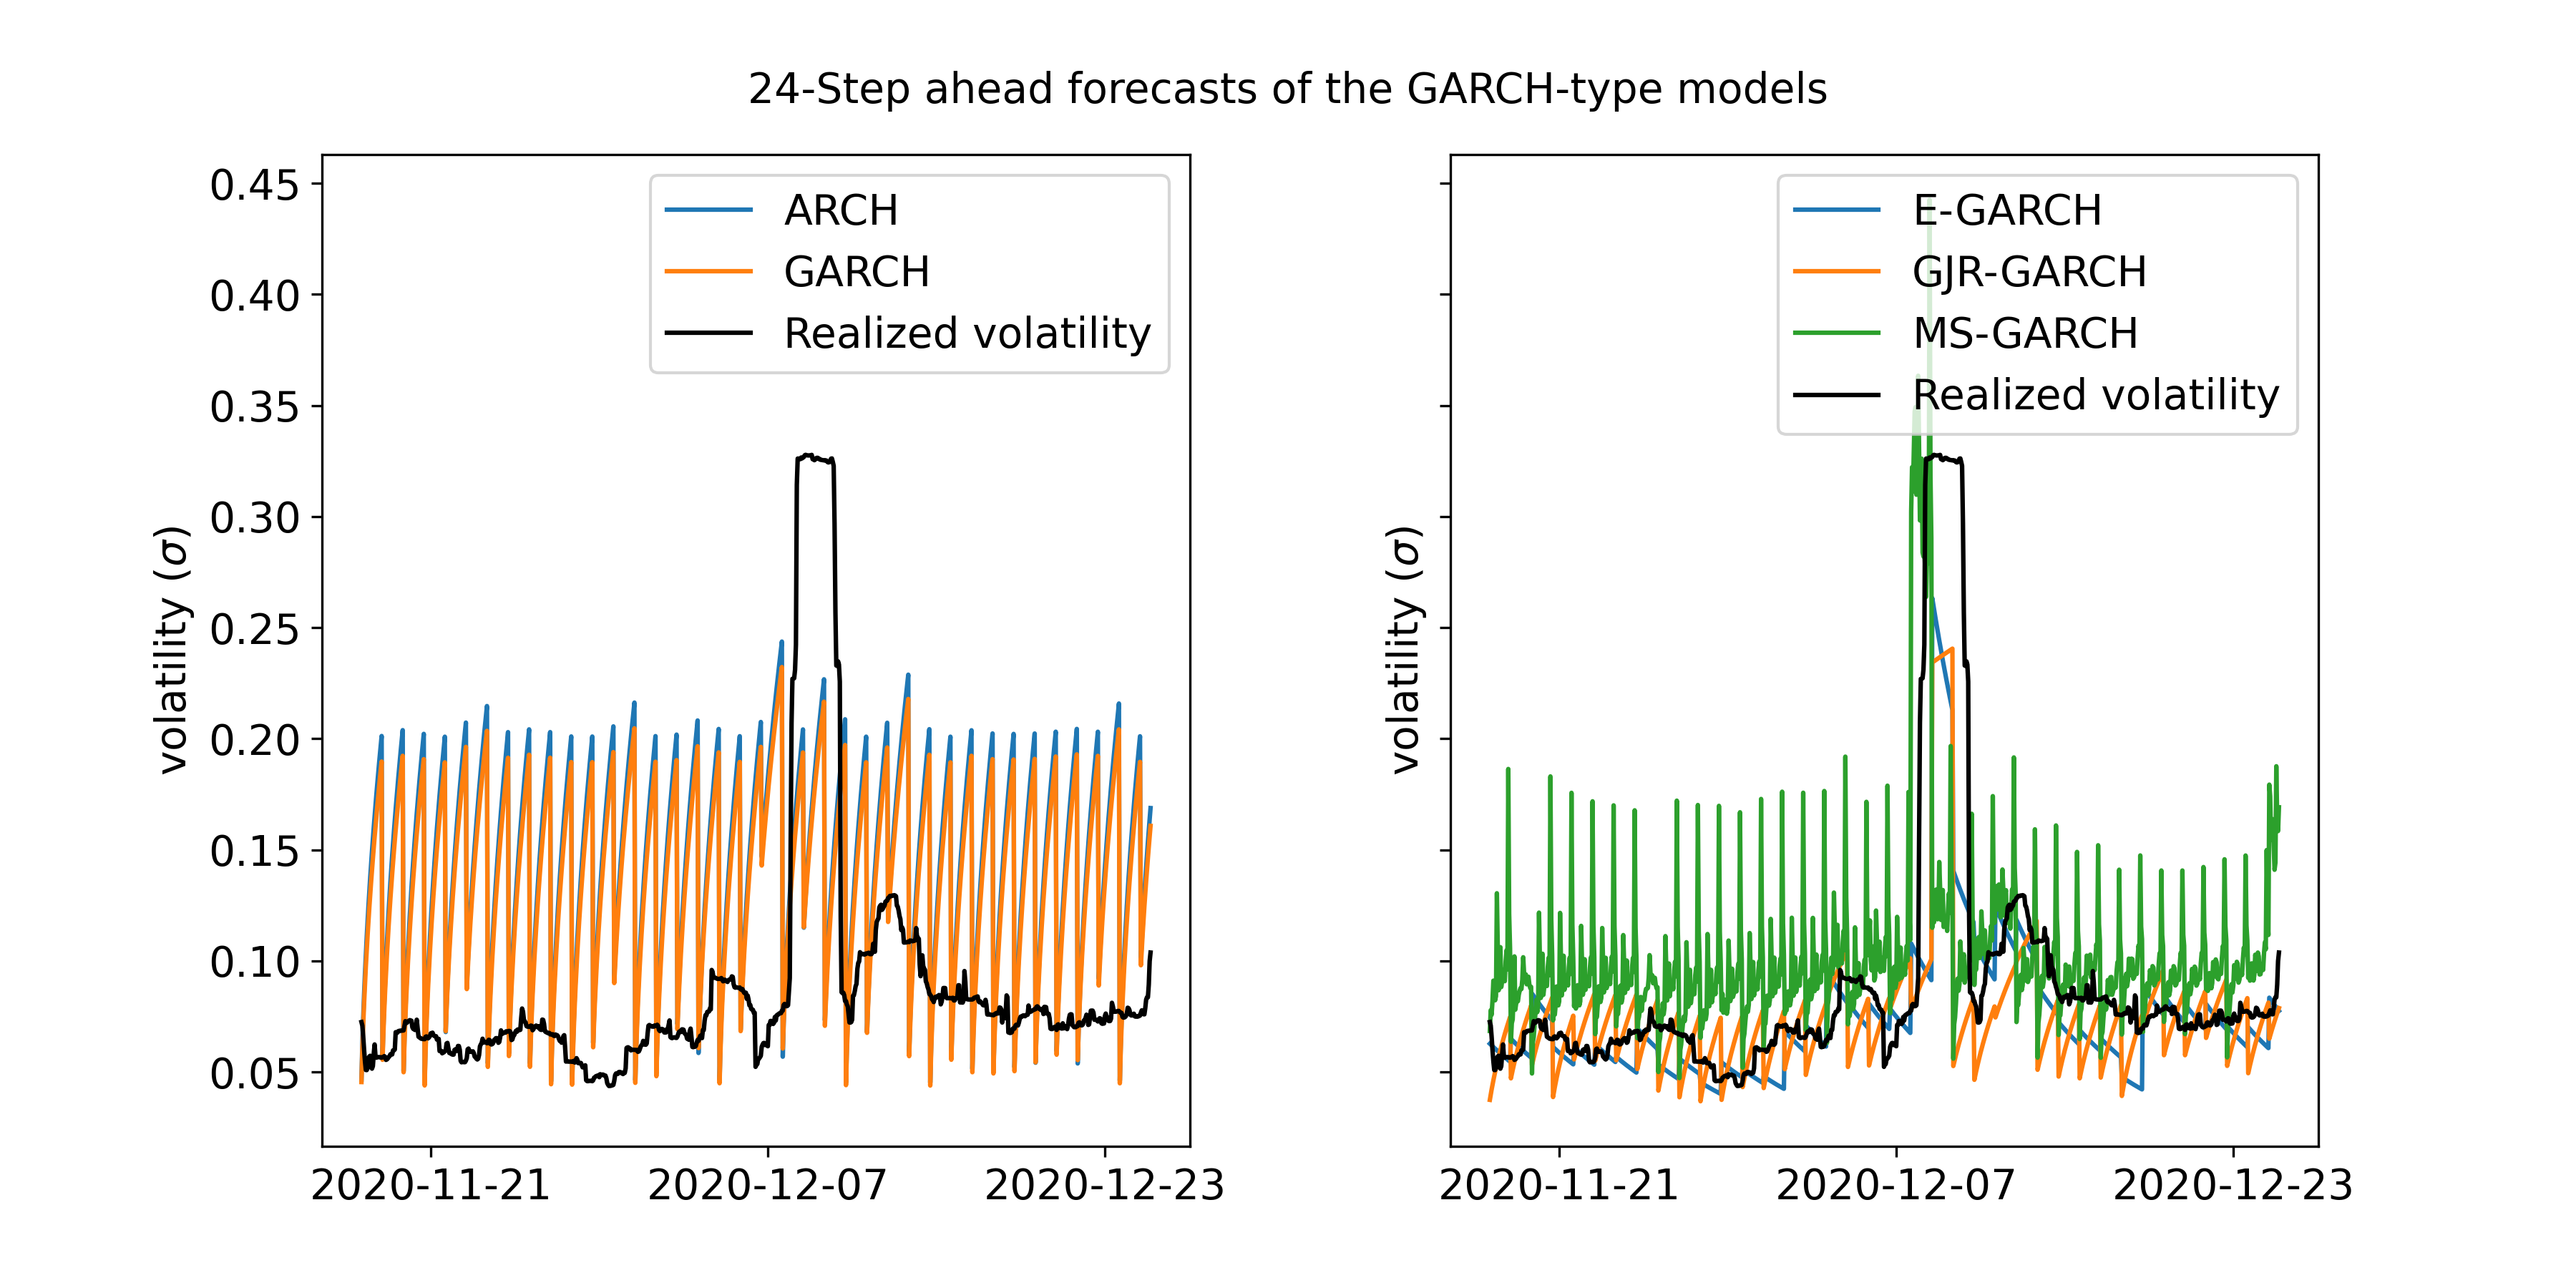 24-Step ahead forecasts of the GARCH-type models
volatility (σ)
0.45
0.40
0.35
0.30
0.25
0.20
0.15
0.10
0.05
ARCH
GARCH
Realized volatility
2020-11-21
2020-12-07
2020-12-23
volatility (σ)
E-GARCH
GJR-GARCH
MS-GARCH
Realized volatility
2020-11-21
2020-12-07
2020-12-23